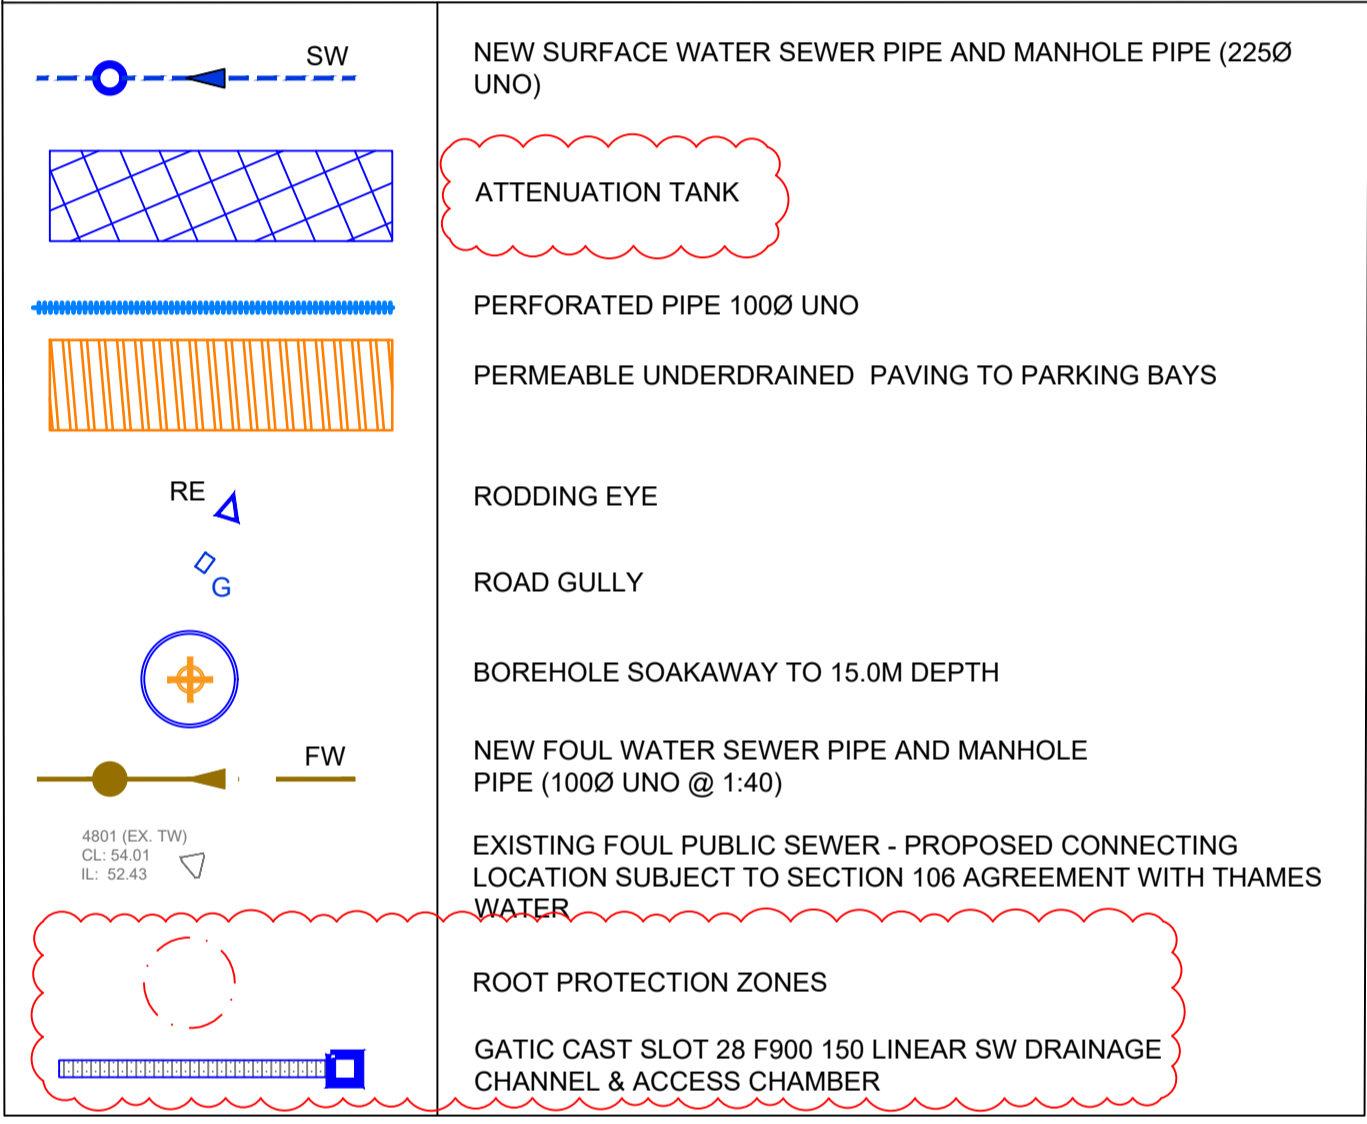 SW
NEW SURFACE WATER SEWER PIPE AND MANHOLE PIPE (225Ø
UNO)
ATTENUATION TANK
PERFORATED PIPE 100Ø UNO
PERMEABLE UNDERDRAINED PAVING TO PARKING BAYS
RE
RODDING EYE
G
ROAD GULLY
BOREHOLE SOAKAWAY TO 15.0M DEPTH
FW
NEW FOUL WATER SEWER PIPE AND MANHOLE
PIPE (100Ø UNO @ 1:40)
4801 (EX. TW)
CL: 54.01
IL: 52.43
EXISTING FOUL PUBLIC SEWER - PROPOSED CONNECTING
LOCATION SUBJECT TO SECTION 106 AGREEMENT WITH THAMES
WATER
ROOT PROTECTION ZONES
GATIC CAST SLOT 28 F900 150 LINEAR SW DRAINAGE
CHANNEL & ACCESS CHAMBER